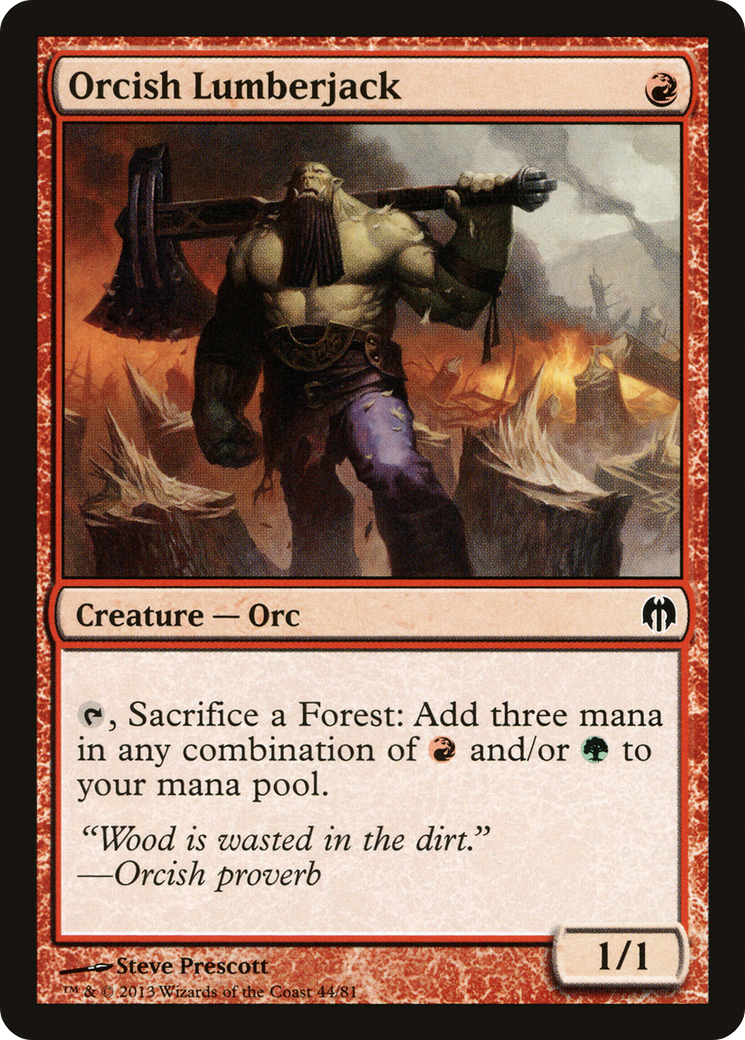 Orcish Lumberjack
Creature — Orc
, Sacrifice a Forest: Add three mana
in any combination of and/or to
your mana pool.
“Wood is wasted in the dirt.”
—Orcish proverb
1/1
Steve Prescott
™ & © 2013 Wizards of the Coast 44/81